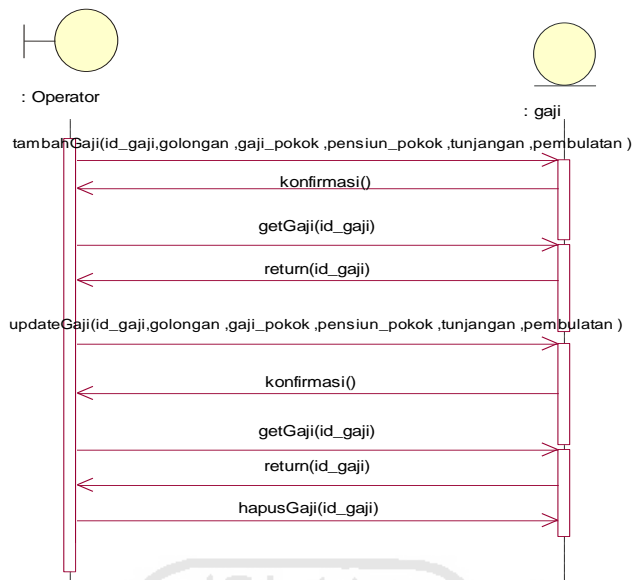 : Operator
: gaji
tambahGaji(id_gaji,golongan ,gaji_pokok ,pensiun_pokok ,tunjangan ,pembulatan )
konfirmasi()
getGaji(id_gaji)
return(id_gaji)
updateGaji(id_gaji,golongan ,gaji_pokok ,pensiun_pokok ,tunjangan ,pembulatan )
konfirmasi()
getGaji(id_gaji)
return(id_gaji)
hapusGaji(id_gaji)